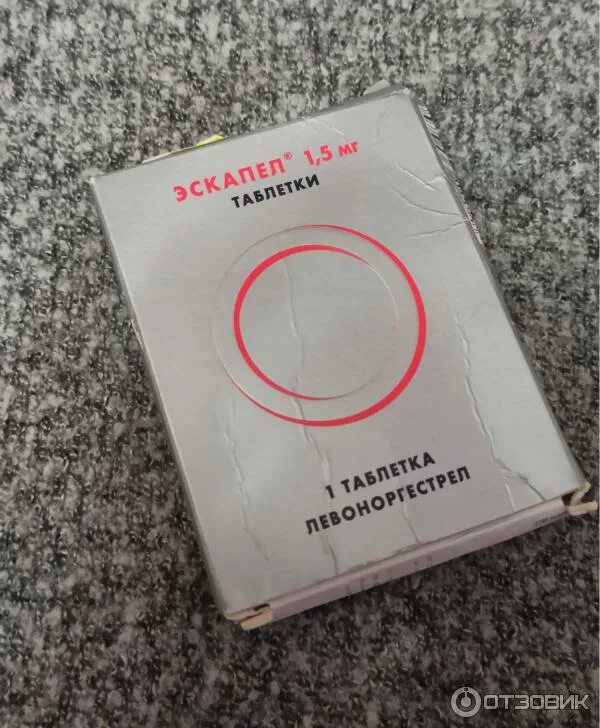 ЭСКАПЕЛ® 1,5 мг
ТАБЛЕТКИ
1 ТАБЛЕТКА
ЛЕВОНОРГЕСТРЕЛ
ОТЗОВИК